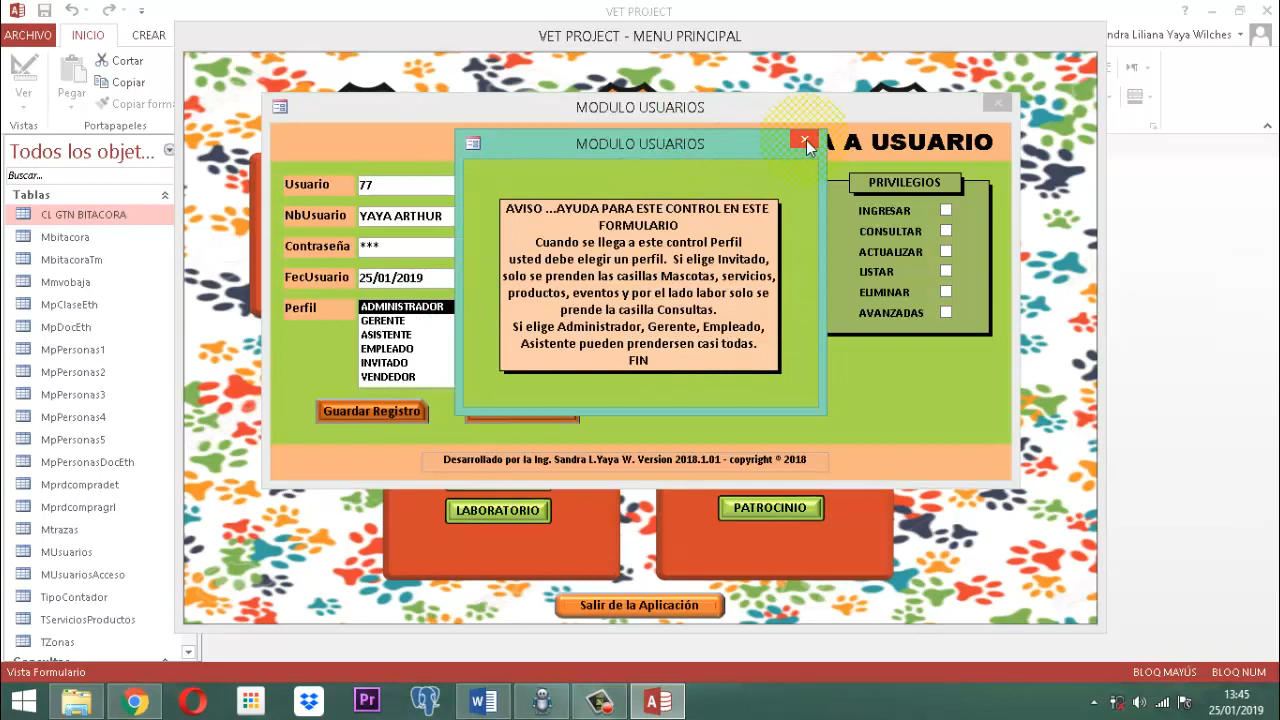 VET PROJECT
ARCHIVO
INICIO
CREAR
ndra Liliana Yaya Wilches
Ver
Pegar
Cortar
Copiar
Copiar form
Vistas
Portapapeles
Todos los objet...
Buscar...
Tablas
CL GTN BITACORA
Mbitacora
MbitacoraTm
Mmvobaja
MpClaseEth
MpDocEth
MpPersonas1
MpPersonas2
MpPersonas3
MpPersonas4
MpPersonas5
MpPersonasDocEth
Mprdcompradet
Mprdcompragrl
Mtrazas
MUsuarios
MUsuariosAcceso
TipoContador
TServiciosProductos
TZonas
VET PROJECT - MENU PRINCIPAL
MODULO USUARIOS
A A USUARIO
Usuario 77
NbUsuario YAYA ARTHUR
Contraseña ***
FecUsuario 25/01/2019
Perfil
ADMINISTRADOR
GERENTE
ASISTENTE
EMPLEADO
INVITADO
VENDEDOR
Guardar Registro
MODULO USUARIOS
AVISO ...AYUDA PARA ESTE CONTROL EN ESTE
FORMULARIO
Cuando se llega a este control Perfil
usted debe elegir un perfil. Si elige Invitado,
solo se prenden las casillas Mascotas, servicios,
productos, eventos y por el lado labor solo se
prende la casilla Consultas.
Si elige Administrador, Gerente, Empleado,
Asistente pueden prendersen casi todas.
FIN
PRIVILEGIOS
INGRESAR
CONSULTAR
ACTUALIZAR
LISTAR
ELIMINAR
AVANZADAS
Desarrollado por la Ing. Sandra L.Yaya W. Version 2018.1.01 - copyright ® 2018
LABORATORIO
PATROCINIO
Salir de la Aplicación
Vista Formulario
BLOQ MAYÚS
BLOQ NUM
Pr
13:45
25/01/2019